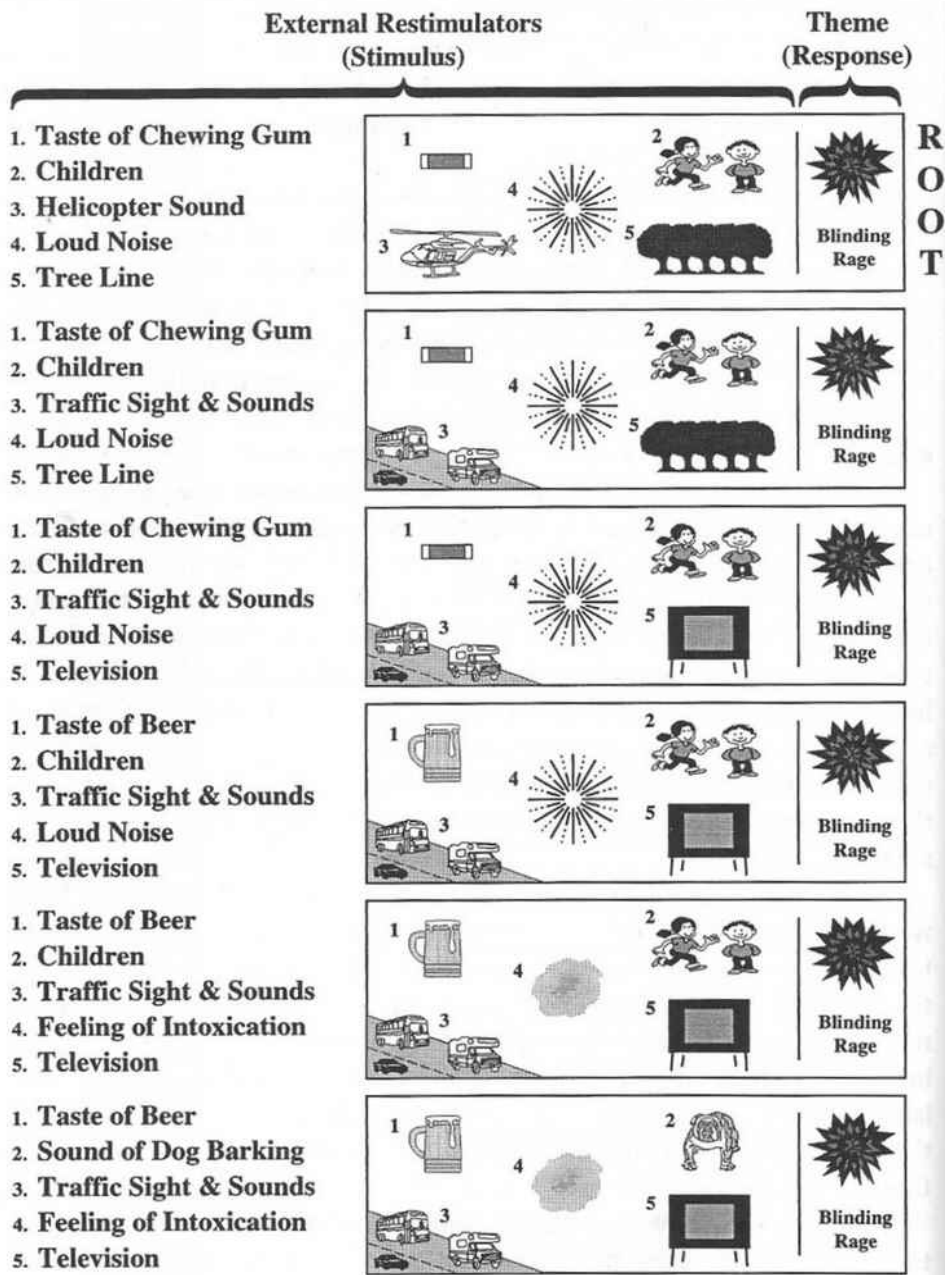 External Restimulators
(Stimulus)
Theme
(Response)
1. Taste of Chewing Gum
2. Children
3. Helicopter Sound
4. Loud Noise
5. Tree Line
1
2
3
4
5
Blinding
Rage
R
O
O
T
1. Taste of Chewing Gum
2. Children
3. Traffic Sight & Sounds
4. Loud Noise
5. Tree Line
1
2
3
4
5
Blinding
Rage
1. Taste of Chewing Gum
2. Children
3. Traffic Sight & Sounds
4. Loud Noise
5. Television
1
2
3
4
5
Blinding
Rage
1. Taste of Beer
2. Children
3. Traffic Sight & Sounds
4. Loud Noise
5. Television
1
2
3
4
5
Blinding
Rage
1. Taste of Beer
2. Children
3. Traffic Sight & Sounds
4. Feeling of Intoxication
5. Television
1
2
3
4
5
Blinding
Rage
1. Taste of Beer
2. Sound of Dog Barking
3. Traffic Sight & Sounds
4. Feeling of Intoxication
5. Television
1
2
3
4
5
Blinding
Rage